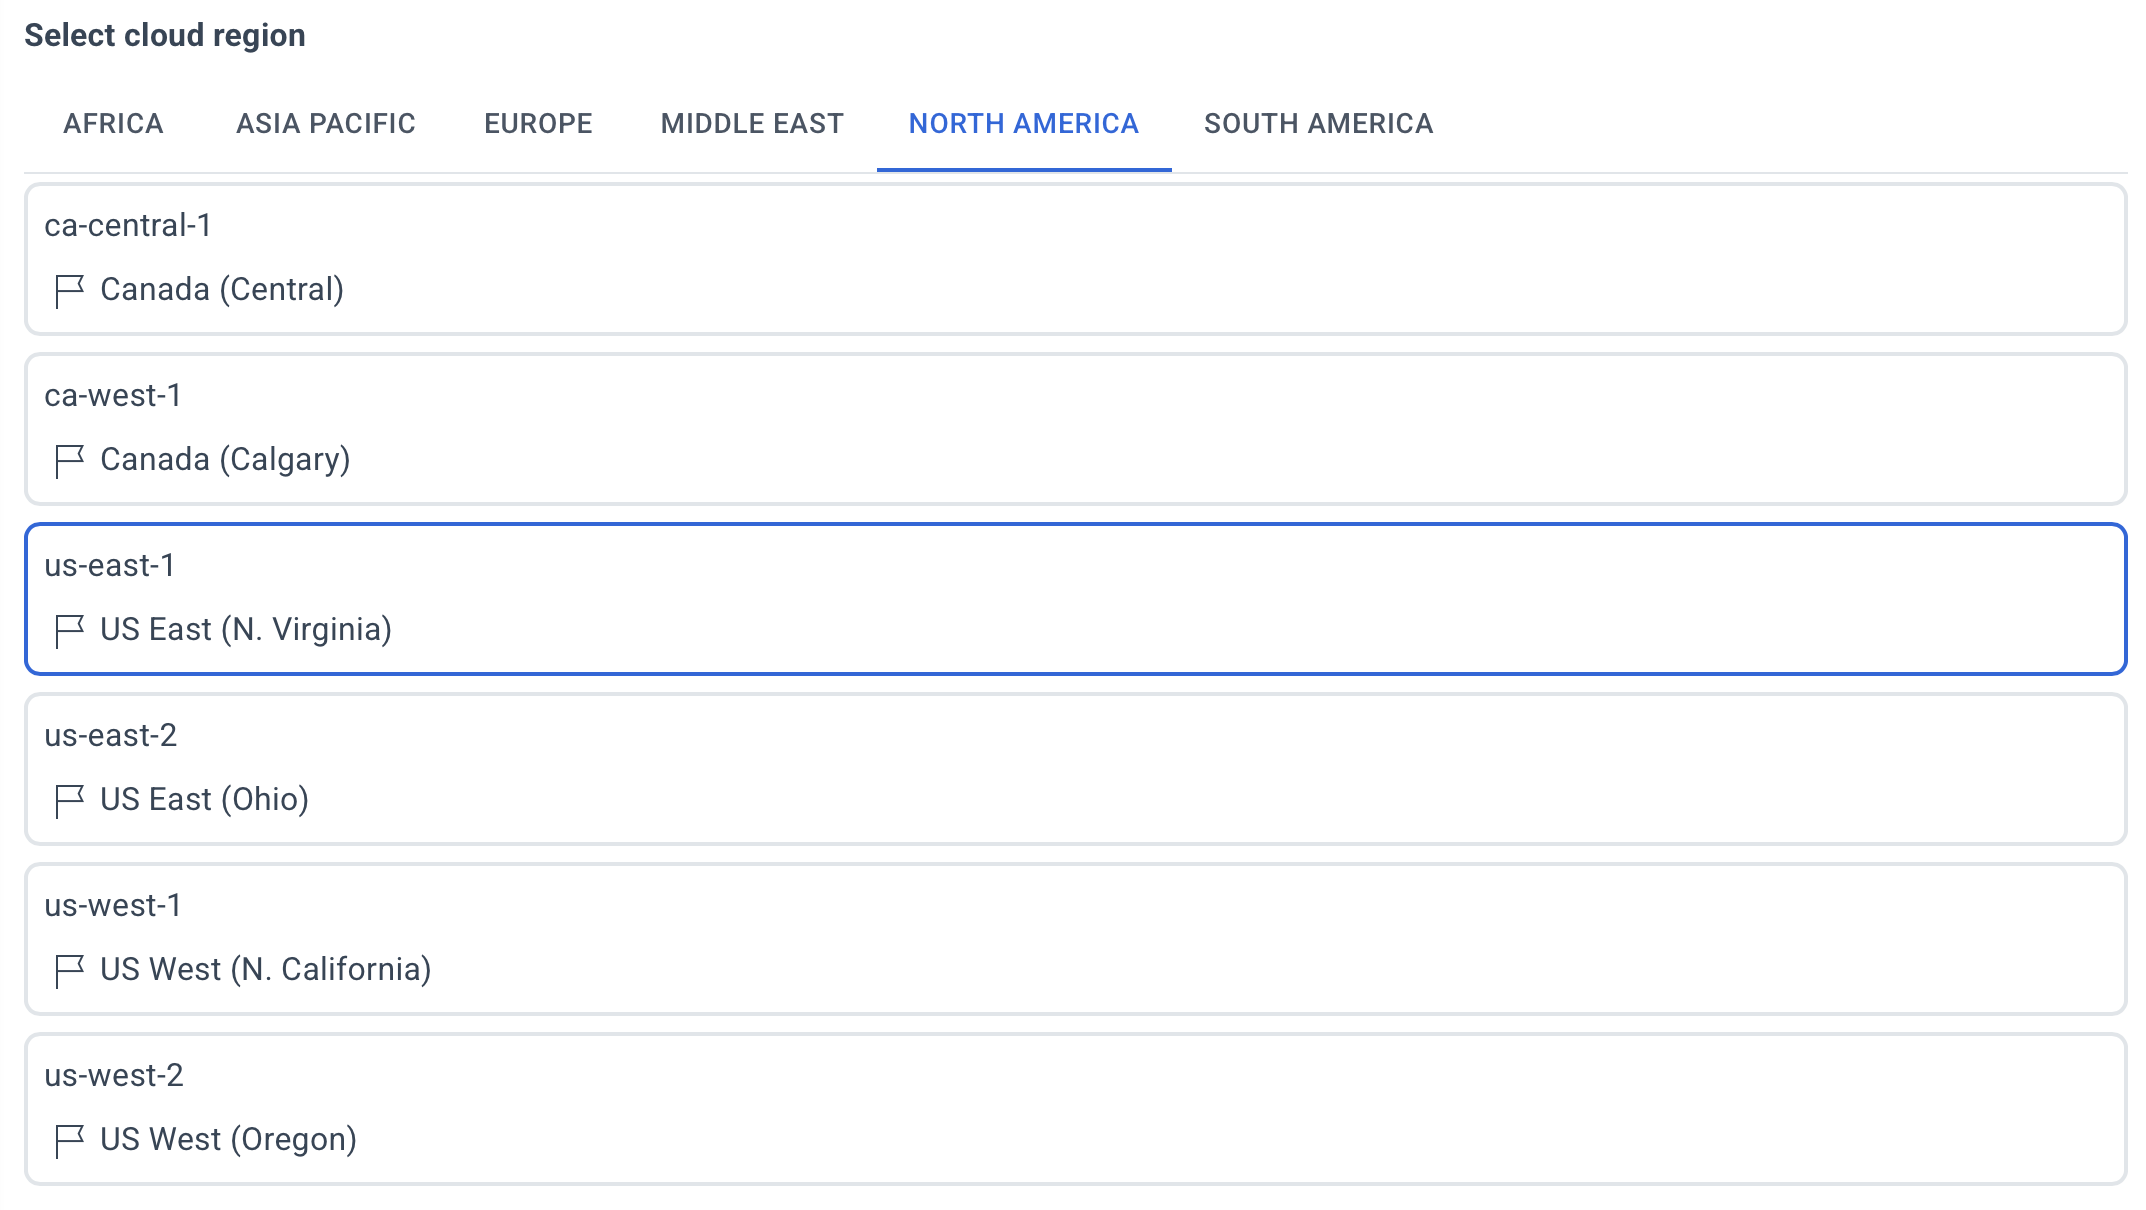 Select cloud region
AFRICA ASIA PACIFIC EUROPE MIDDLE EAST NORTH AMERICA SOUTH AMERICA
ca-central-1
Canada (Central)
ca-west-1
Canada (Calgary)
us-east-1
US East (N. Virginia)
us-east-2
US East (Ohio)
us-west-1
US West (N. California)
us-west-2
US West (Oregon)